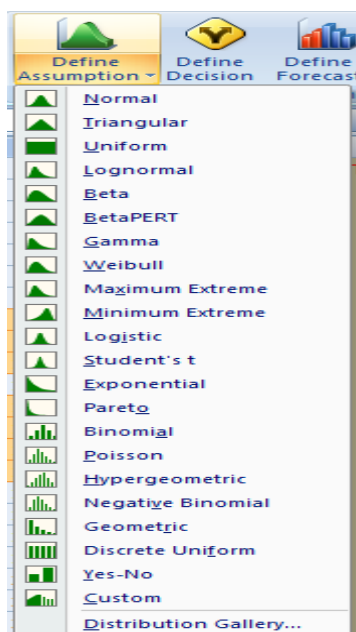 Define Assumption
Define Decision
Define Forecas
Normal
Triangular
Uniform
Lognormal
Beta
BetaPERT
Gamma
Weibull
Maximum Extreme
Minimum Extreme
Logistic
Student's t
Exponential
Pareto
Binomial
Poisson
Hypergeometric
Negative Binomial
Geometric
Discrete Uniform
Yes-No
Custom
Distribution Gallery...